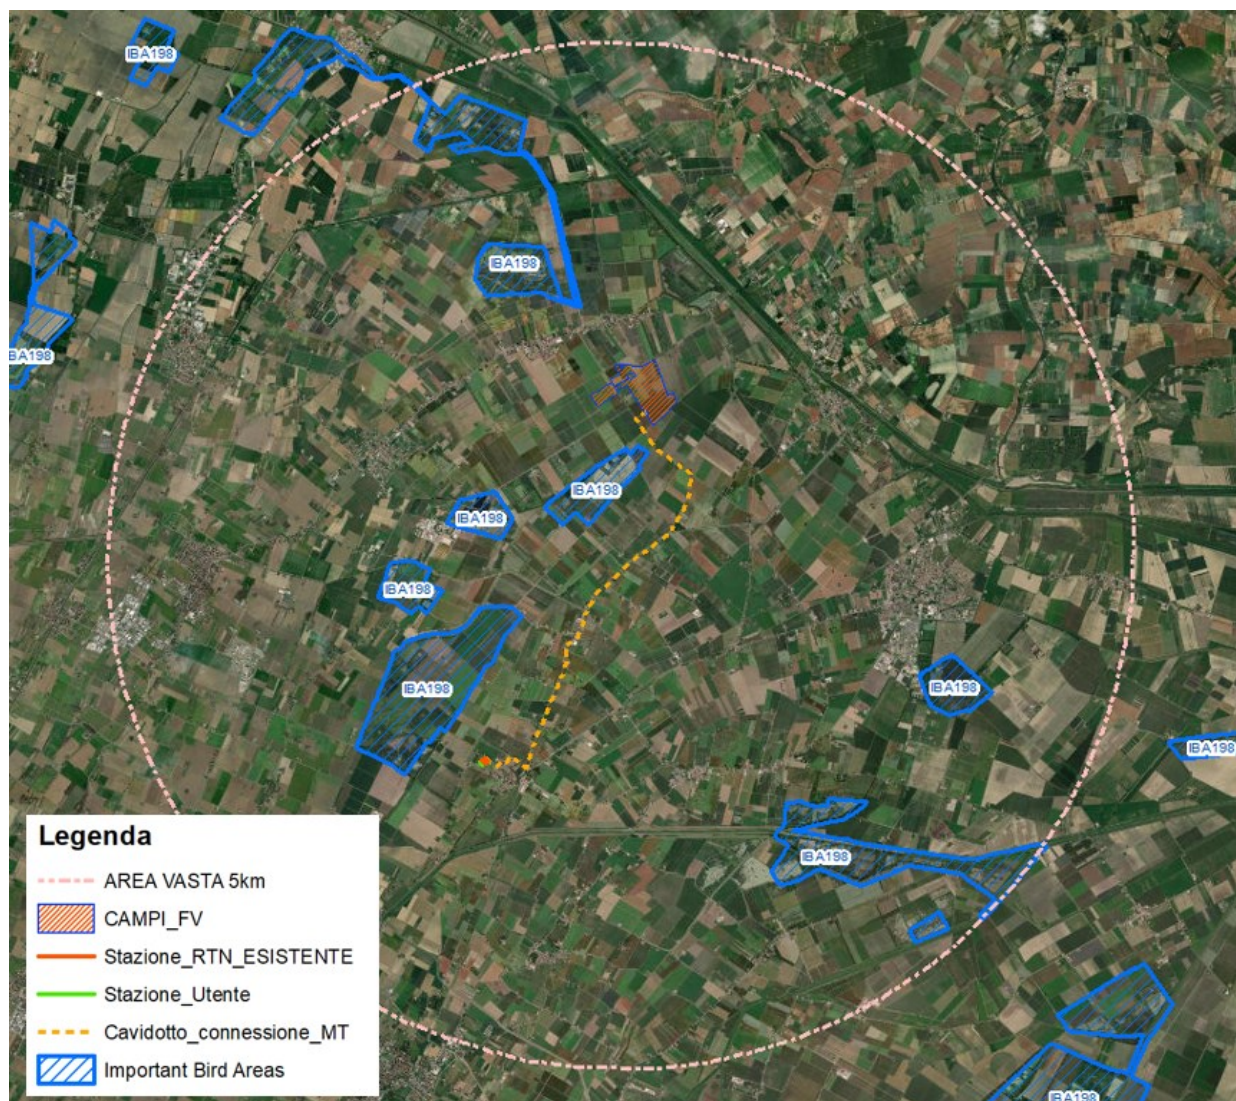 IBA198
IBA198
BA198
IBA198
IBA198
IBA198
IBA198
IBA198
IBA198
IBA198
IBA198
Legenda
AREA VASTA 5km
CAMPI_FV
Stazione_RTN_ESISTENTE
Stazione_Utente
Cavidotto_connessione_MT
Important Bird Areas